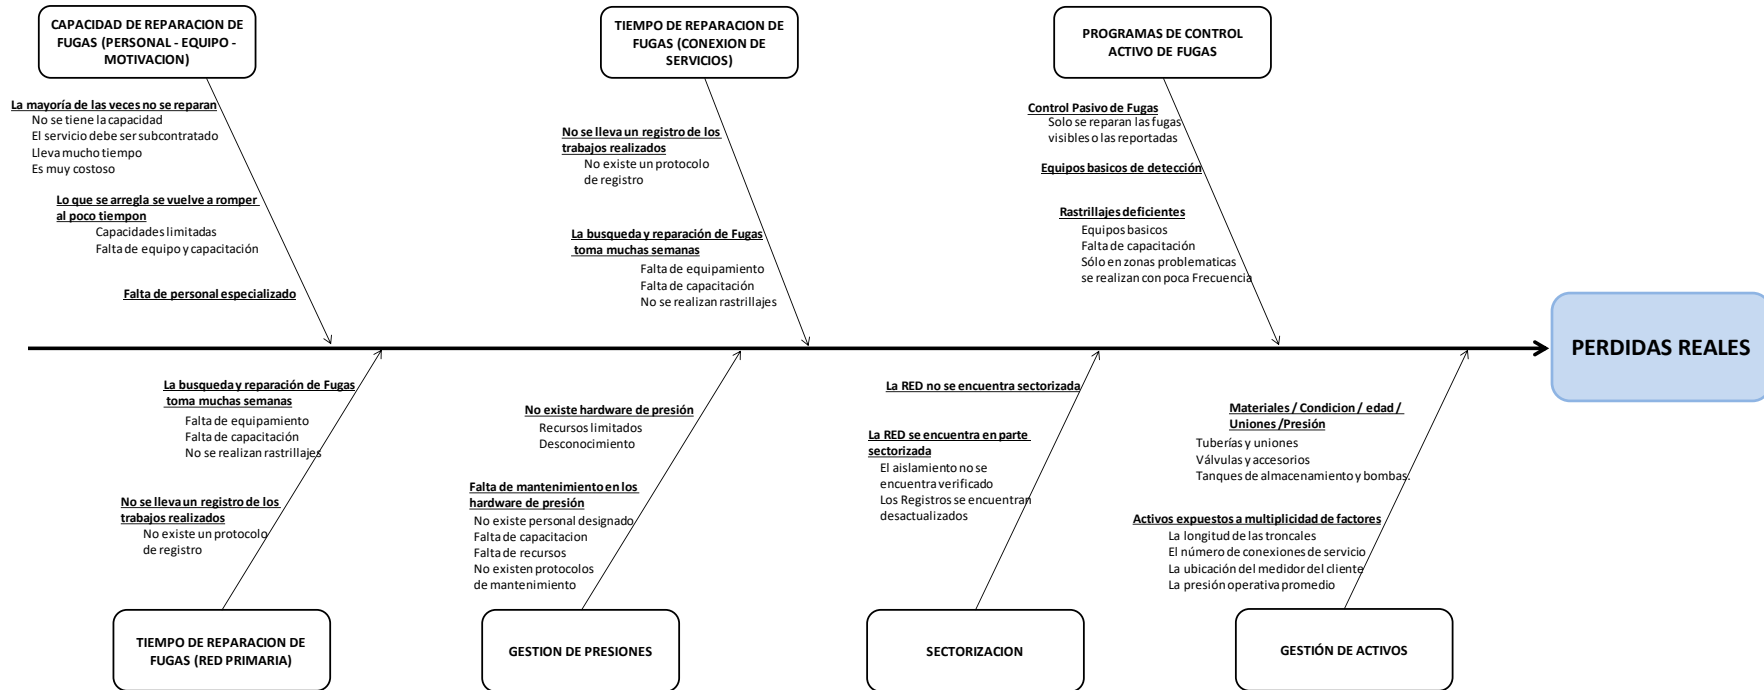 CAPACIDAD DE REPARACION DE
FUGAS (PERSONAL - EQUIPO -
MOTIVACION)
La mayoría de las veces no se reparan
No se tiene la capacidad
El servicio debe ser subcontratado
Lleva mucho tiempo
Es muy costoso
Lo que se arregla se vuelve a romper
al poco tiempon
Capacidades limitadas
Falta de equipo y capacitación
Falta de personal especializado
TIEMPO DE REPARACION DE
FUGAS (CONEXION DE
SERVICIOS)
No se lleva un registro de los
trabajos realizados
No existe un protocolo
de registro
La busqueda y reparación de Fugas
toma muchas semanas
Falta de equipamiento
Falta de capacitación
No se realizan rastrillajes
PROGRAMAS DE CONTROL
ACTIVO DE FUGAS
Control Pasivo de Fugas
Solo se reparan las fugas
visibles o las reportadas
Equipos basicos de detección
Rastrillajes deficientes
Equipos basicos
Falta de capacitación
Sólo en zonas problematicas
se realizan con poca Frecuencia
PERDIDAS REALES
La busqueda y reparación de Fugas
toma muchas semanas
Falta de equipamiento
Falta de capacitación
No se realizan rastrillajes
No se lleva un registro de los
trabajos realizados
No existe un protocolo
de registro
TIEMPO DE REPARACION DE
FUGAS (RED PRIMARIA)
No existe hardware de presión
Recursos limitados
Desconocimiento
Falta de mantenimiento en los
hardware de presión
No existe personal designado
Falta de capacitacion
Falta de recursos
No existen protocolos
de mantenimiento
GESTION DE PRESIONES
La RED no se encuentra sectorizada
La RED se encuentra en parte
sectorizada
El aislamiento no se
encuentra verificado
Los Registros se encuentran
desactualizados
SECTORIZACION
Materiales / Condicion / edad /
Uniones /Presión
Tuberías y uniones
Válvulas y accesorios
Tanques de almacenamiento y bombas.
Activos expuestos a multiplicidad de factores
La longitud de las troncales
El número de conexiones de servicio
La ubicación del medidor del cliente
La presión operativa promedio
GESTIÓN DE ACTIVOS